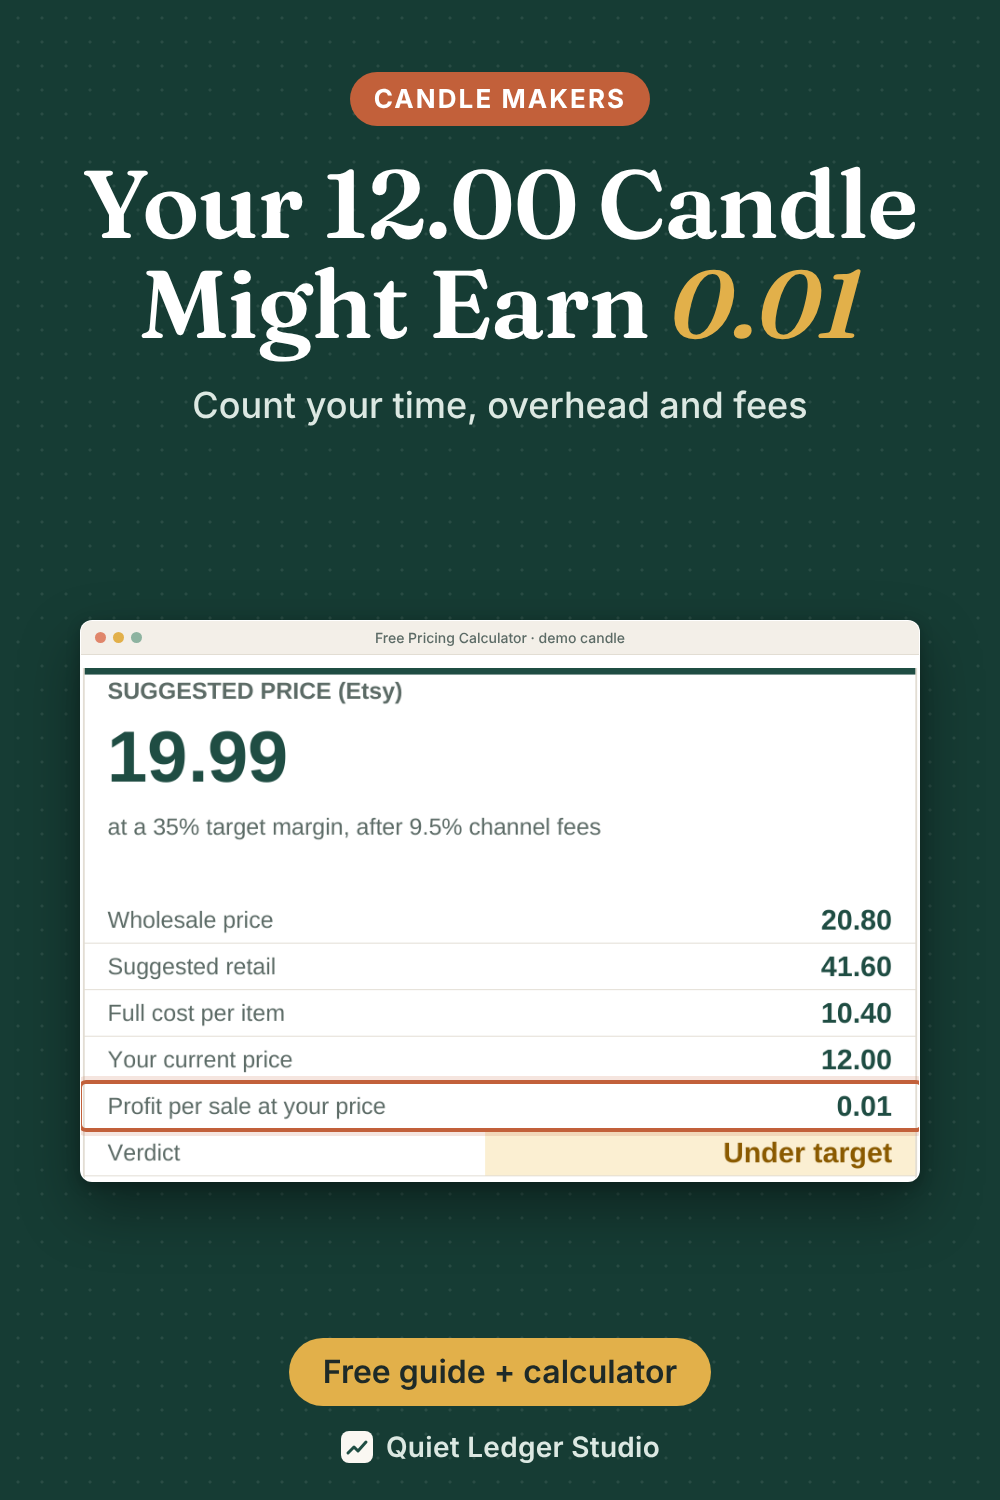 CANDLE MAKERS
Your 12.00 Candle
Might Earn 0.01
Count your time, overhead and fees
Free Pricing Calculator · demo candle
SUGGESTED PRICE (Etsy)
19.99
at a 35% target margin, after 9.5% channel fees
Wholesale price 20.80
Suggested retail 41.60
Full cost per item 10.40
Your current price 12.00
Profit per sale at your price 0.01
Verdict Under target
Free guide + calculator
Quiet Ledger Studio